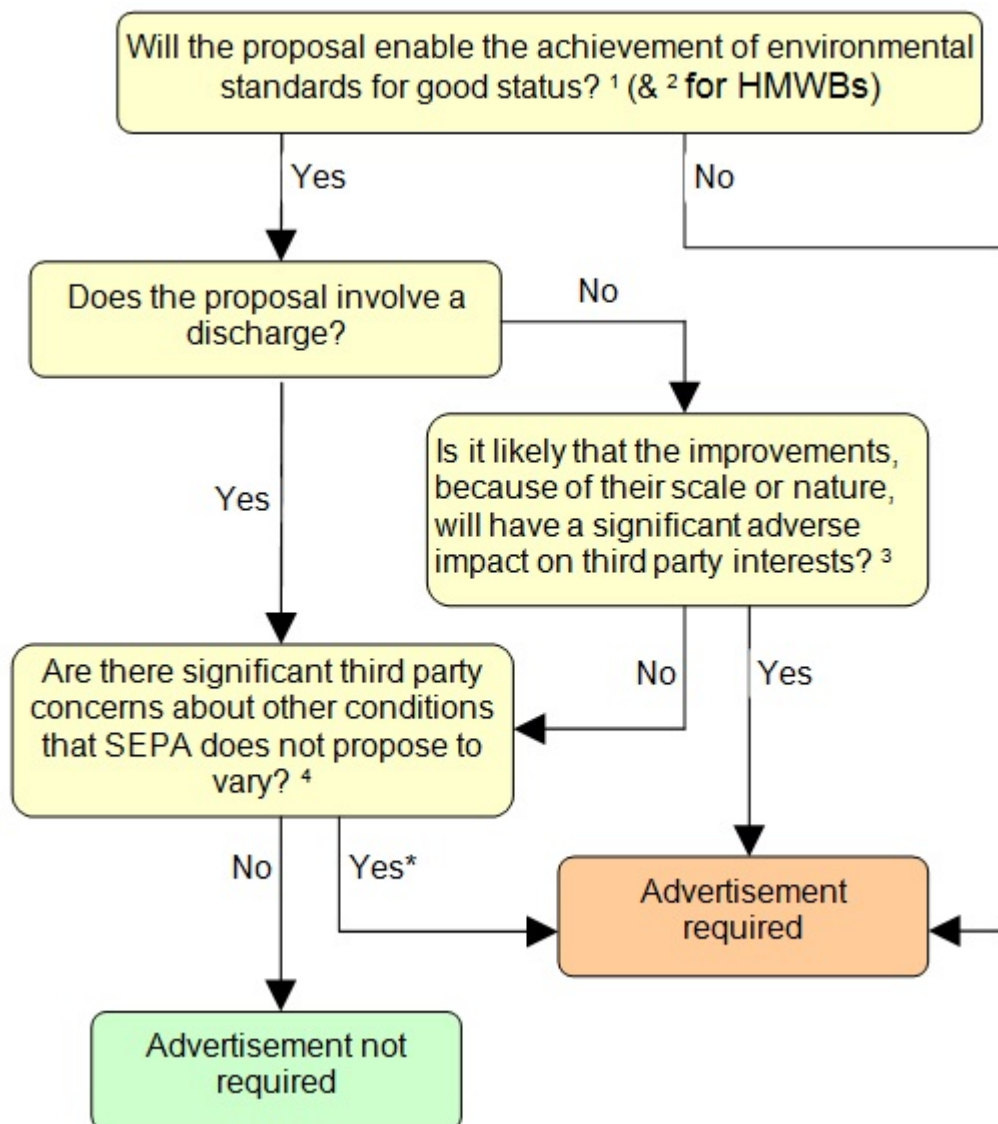 Will the proposal enable the achievement of environmental
standards for good status? ¹ (& ² for HMWBs)
Yes
No
Does the proposal involve a
discharge?
No
Yes
Is it likely that the improvements,
because of their scale or nature,
will have a significant adverse
impact on third party interests? ³
No
Yes
Are there significant third party
concerns about other conditions
that SEPA does not propose to
vary? ⁴
No
Yes*
Advertisement
required
Advertisement not
required